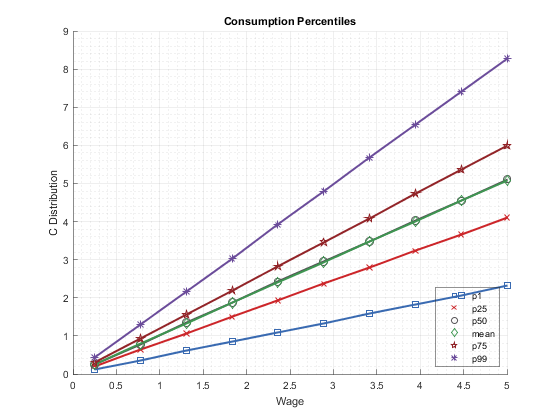 Consumption Percentiles
9
8
7
6
5
4
3
2
1
0
C Distribution
p1
p25
p50
mean
p75
p99
0 0.5 1 1.5 2 2.5 3 3.5 4 4.5 5
Wage